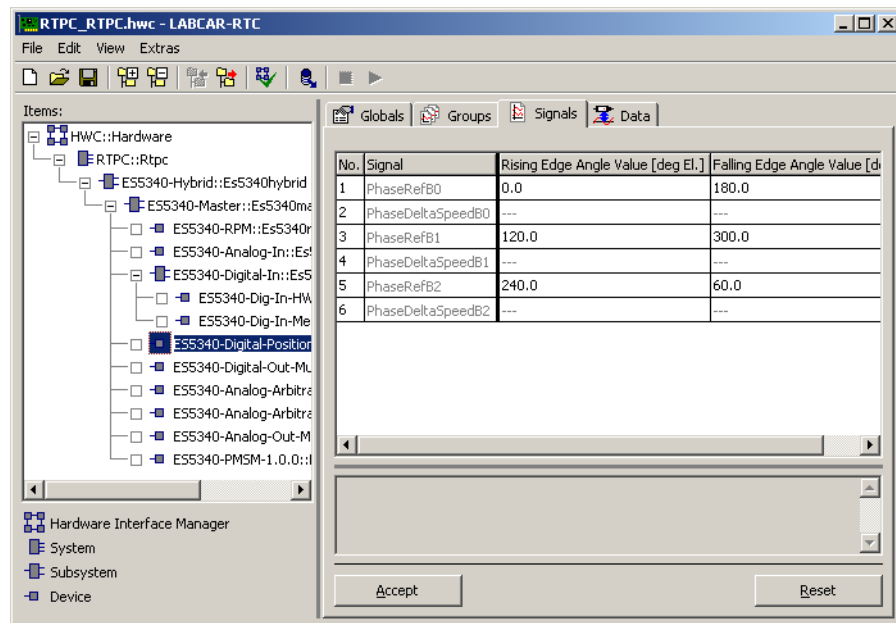 RTPC_RTPC.hwc - LABCAR-RTC
File Edit View Extras
Items:
HWC::Hardware
RTPC::Rtpc
ES5340-Hybrid::Es5340hybrid
ES5340-Master::Es5340ma
ES5340-RPM::Es5340r
ES5340-Analog-In::Es!
ES5340-Digital-In::Es5
ES5340-Dig-In-HW
ES5340-Dig-In-Me
ES5340-Digital-Position
ES5340-Digital-Out-Mu
ES5340-Analog-Arbitra
ES5340-Analog-Arbitra
ES5340-Analog-Out-M
ES5340-PMSM-1.0.0::
Hardware Interface Manager
System
Subsystem
Device
Globals Groups Signals Data
No. Signal Rising Edge Angle Value [deg El.] Falling Edge Angle Value [de
1 PhaseRefB0 0.0 180.0
2 PhaseDeltaSpeedB0 --- ---
3 PhaseRefB1 120.0 300.0
4 PhaseDeltaSpeedB1 --- ---
5 PhaseRefB2 240.0 60.0
6 PhaseDeltaSpeedB2 --- ---
Accept Reset